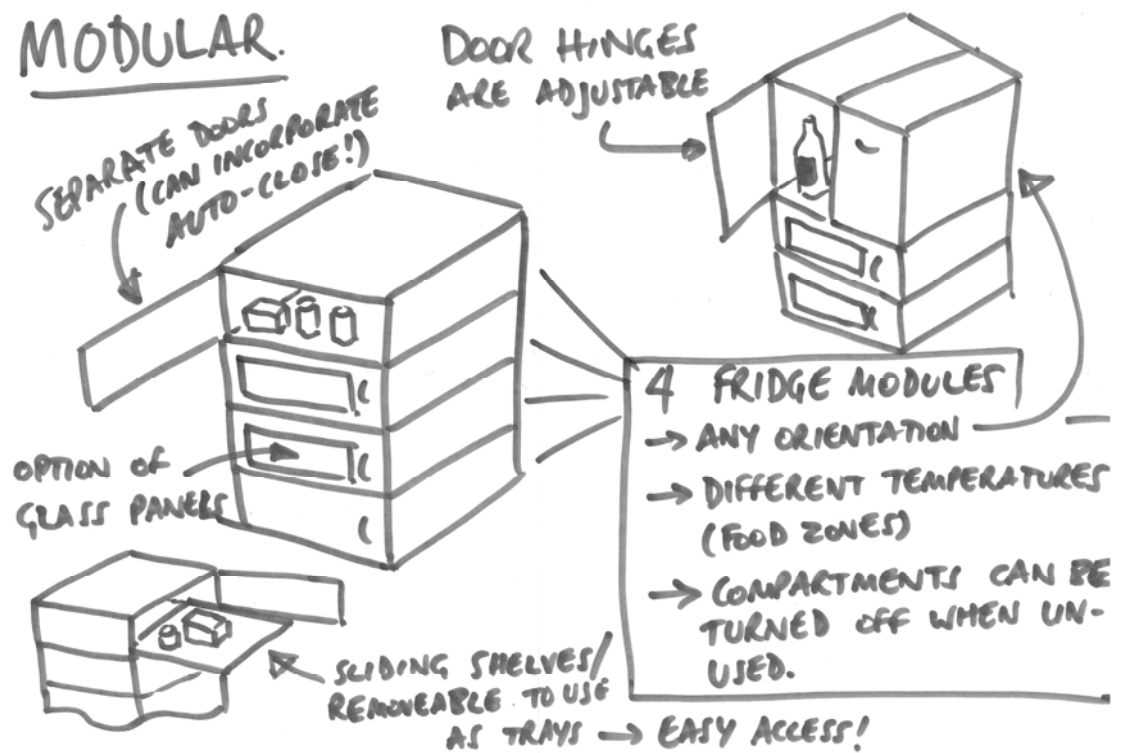 MODULAR.
DOOR HINGES
ARE ADJUSTABLE
SEPARATE DOORS
(CAN INCORPORATE
AUTO-CLOSE!)
4 FRIDGE MODULES
→ ANY ORIENTATION
→ DIFFERENT TEMPERATURES
(FOOD ZONES)
→ COMPARTMENTS CAN BE
TURNED OFF WHEN UN-
USED.
OPTION OF
GLASS PANELS
SLIDING SHELVES/
REMOVEABLE TO USE
AS TRAYS → EASY ACCESS!